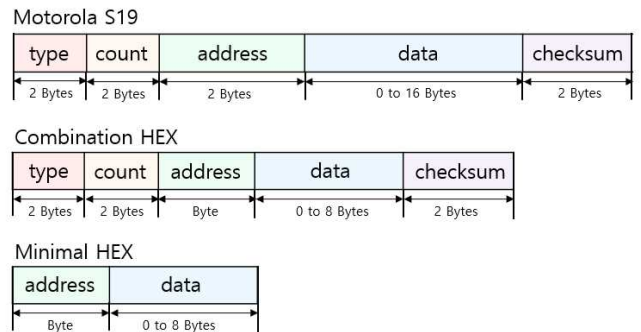 Motorola S19
type count address data checksum
2 Bytes 2 Bytes 2 Bytes 0 to 16 Bytes 2 Bytes
Combination HEX
type count address data checksum
2 Bytes 2 Bytes Byte 0 to 8 Bytes 2 Bytes
Minimal HEX
address data
Byte 0 to 8 Bytes